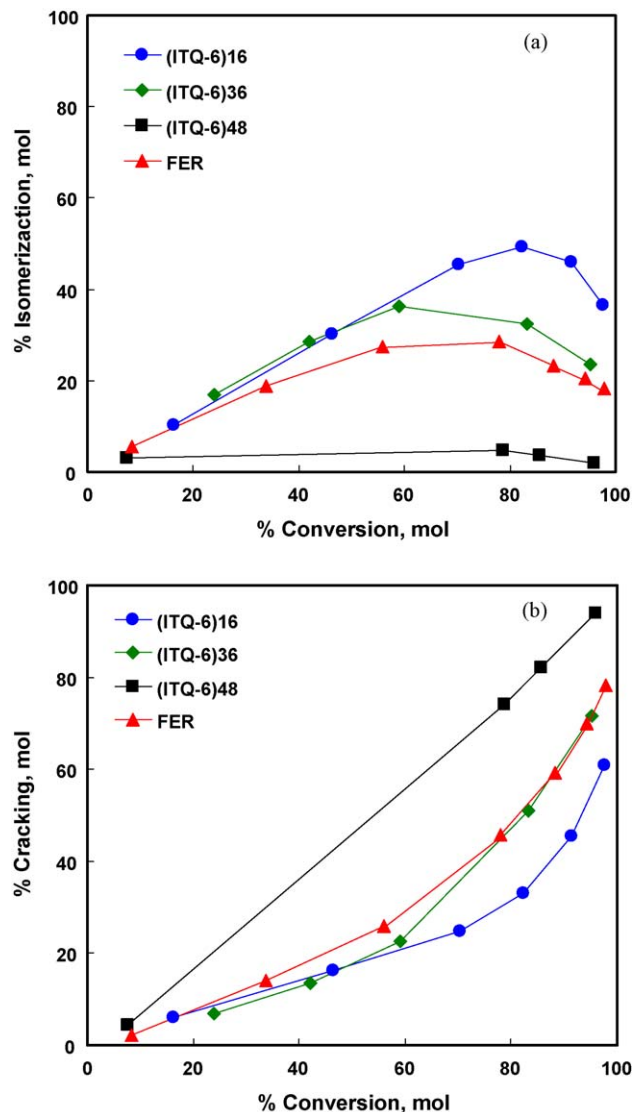 (a)
(ITQ-6)16
(ITQ-6)36
(ITQ-6)48
FER
100
80
60
40
20
0
% Isomerizaction, mol
0 20 40 60 80 100
% Conversion, mol
(b)
(ITQ-6)16
(ITQ-6)36
(ITQ-6)48
FER
100
80
60
40
20
0
% Cracking, mol
0 20 40 60 80 100
% Conversion, mol